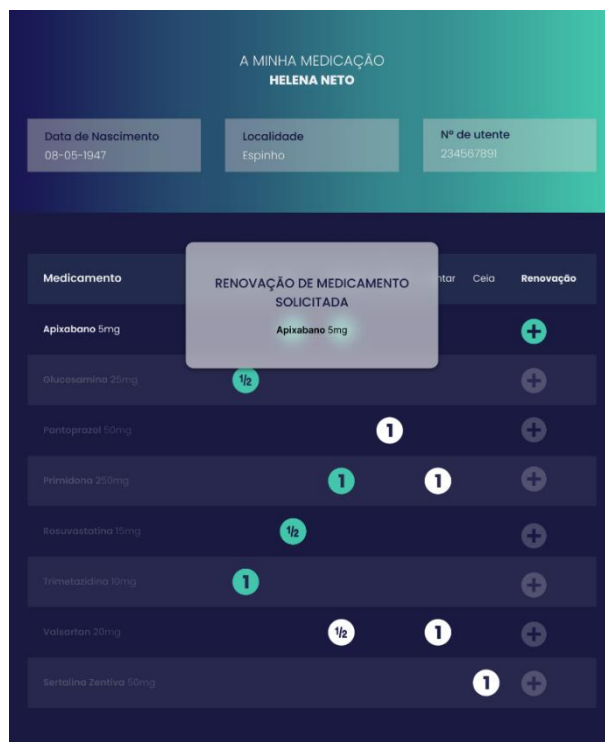 A MINHA MEDICAÇÃO
HELENA NETO
Data de Nascimento
08-05-1947
Localidade
Espinho
Nº de utente
234567891
Medicamento
ntar
Ceia
Renovação
RENOVAÇÃO DE MEDICAMENTO
SOLICITADA
Apixabano 5mg
Apixabano 5mg
Glucosamina 25mg
1/2
Pantoprazol 50mg
1
Primidona 250mg
1
1
Rosuvastatina 15mg
1/2
Trimetazidina 10mg
1
Valsartan 20mg
1/2
1
Sertalina Zentiva 50mg
1